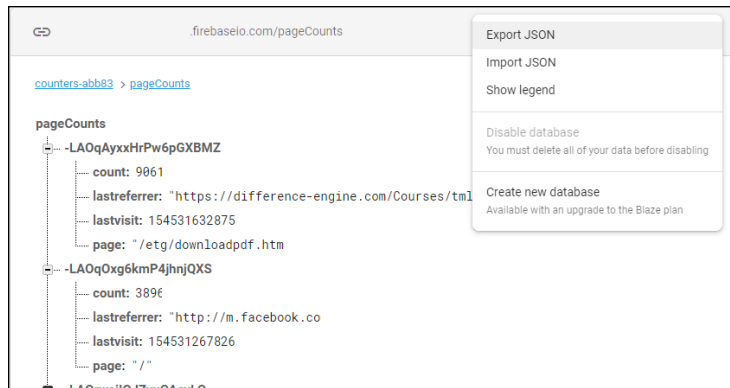 .firebaseio.com/pageCounts
Export JSON
Import JSON
Show legend
Disable database
You must delete all of your data before disabling
Create new database
Available with an upgrade to the Blaze plan
counters-abb83 > pageCounts
pageCounts
-LAOqAyxxHrPw6pGXBMZ
count: 9061
lastreferrer: "https://difference-engine.com/Courses/tml
lastvisit: 154531632875
page: "/etg/downloadpdf.htm
-LAOqOxg6kmP4jhnjQXS
count: 3896
lastreferrer: "http://m.facebook.co
lastvisit: 154531267826
page: "/"